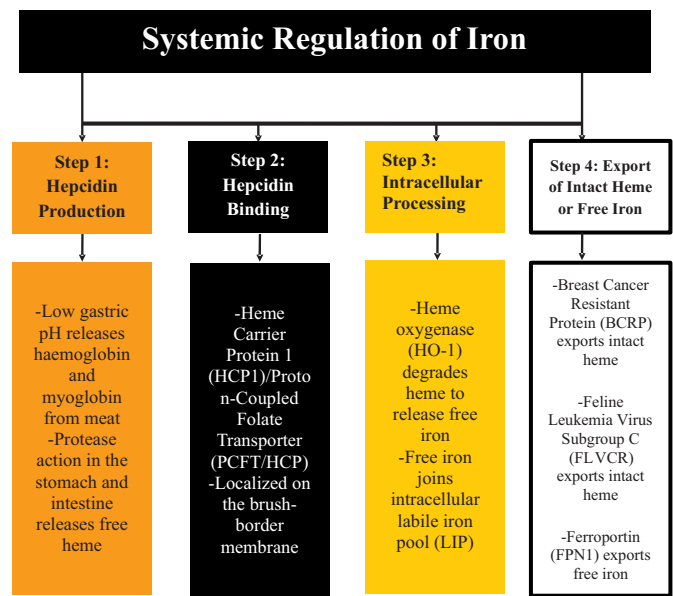 Systemic Regulation of Iron
Step 1:
Hepcidin
Production
Step 2:
Hepcidin
Binding
Step 3:
Intracellular
Processing
Step 4: Export
of Intact Heme
or Free Iron
-Low gastric
pH releases
haemoglobin
and
myoglobin
from meat
-Protease
action in the
stomach and
intestine
releases free
heme
-Heme
Carrier
Protein 1
(HCP1)/Proto
n-Coupled
Folate
Transporter
(PCFT/HCP)
-Localized on
the brush-
border
membrane
-Heme
oxygenase
(HO-1)
degrades
heme to
release free
iron
-Free iron
joins
intracellular
labile iron
pool (LIP)
-Breast Cancer
Resistant
Protein (BCRP)
exports intact
heme
-Feline
Leukemia Virus
Subgroup C
(FLVCR)
exports intact
heme
-Ferroportin
(FPN1) exports
free iron